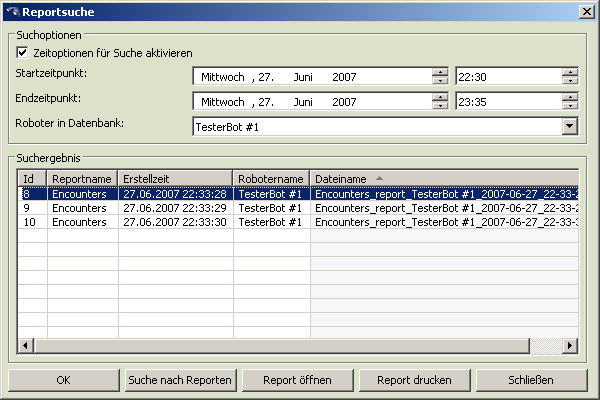 Reportsuche
Suchoptionen
Zeitoptionen für Suche aktivieren
Startzeitpunkt: Mittwoch , 27. Juni 2007 22:30
Endzeitpunkt: Mittwoch , 27. Juni 2007 23:35
Roboter in Datenbank: TesterBot #1
Suchergebnis
Id Reportname Erstellzeit Robotername Dateiname
8 Encounters 27.06.2007 22:33:28 TesterBot #1 Encounters_report_TesterBot #1_2007-06-27_22-33-2
9 Encounters 27.06.2007 22:33:29 TesterBot #1 Encounters_report_TesterBot #1_2007-06-27_22-33-2
10 Encounters 27.06.2007 22:33:30 TesterBot #1 Encounters_report_TesterBot #1_2007-06-27_22-33-3
OK Suche nach Reporten Report öffnen Report drucken Schließen